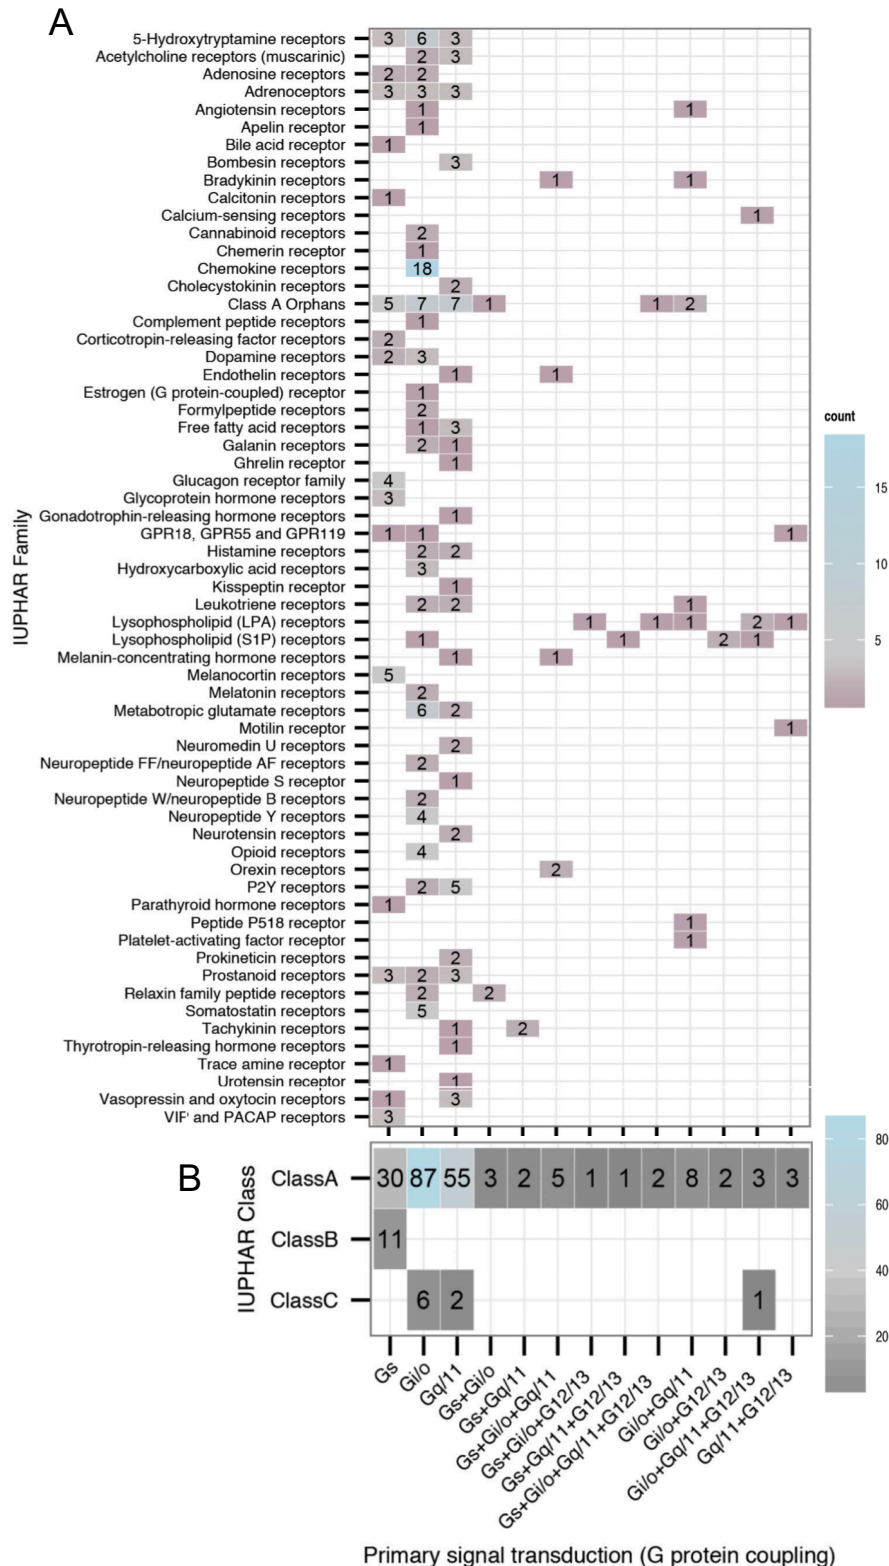 A
IUPHAR Family
5-Hydroxytryptamine receptors 3 6 3
Acetylcholine receptors (muscarinic) 2 3
Adenosine receptors 2 2
Adrenoceptors 3 3 3
Angiotensin receptors 1 1
Apelin receptor 1
Bile acid receptor 1
Bombesin receptors 3
Bradykinin receptors 1 1
Calcitonin receptors 1
Calcium-sensing receptors 1
Cannabinoid receptors 2
Chemerin receptor 1
Chemokine receptors 18
Cholecystokinin receptors 2
Class A Orphans 5 7 7 1 1 2
Complement peptide receptors 1
Corticotropin-releasing factor receptors 2
Dopamine receptors 2 3
Endothelin receptors 1 1
Estrogen (G protein-coupled) receptor 1
Formylpeptide receptors 2
Free fatty acid receptors 1 3
Galanin receptors 2 1
Ghrelin receptor 1
Glucagon receptor family 4
Glycoprotein hormone receptors 3
Gonadotrophin-releasing hormone receptors 1
GPR18, GPR55 and GPR119 1 1 1
Histamine receptors 2 2
Hydroxycarboxylic acid receptors 3
Kisspeptin receptor 1
Leukotriene receptors 2 2 1
Lysophospholipid (LPA) receptors 1 1 1 2 1
Lysophospholipid (S1P) receptors 1 1 2 1
Melanin-concentrating hormone receptors 1 1
Melanocortin receptors 5
Melatonin receptors 2
Metabotropic glutamate receptors 6 2
Motilin receptor 1
Neuromedin U receptors 2
Neuropeptide FF/neuropeptide AF receptors 2
Neuropeptide S receptor 1
Neuropeptide W/neuropeptide B receptors 2
Neuropeptide Y receptors 4
Neurotensin receptors 2
Opioid receptors 4
Orexin receptors 2
P2Y receptors 2 5
Parathyroid hormone receptors 1
Peptide P518 receptor 1
Platelet-activating factor receptor 1
Prokineticin receptors 2
Prostanoid receptors 3 2 3
Relaxin family peptide receptors 2 2
Somatostatin receptors 5
Tachykinin receptors 1 2
Thyrotropin-releasing hormone receptors 1
Trace amine receptor 1
Urotensin receptor 1
Vasopressin and oxytocin receptors 1 3
VIP and PACAP receptors 3
count
15
10
5
B
IUPHAR Class
ClassA 30 87 55 3 2 5 1 1 2 8 2 3 3
ClassB 11
ClassC 6 2 1
80
60
40
20
Gs
Gi/o
Gq/11
Gs+Gi/o
Gs+Gq/11
Gs+Gi/o+Gq/11
Gs+Gi/o+G12/13
Gs+Gq/11+G12/13
Gs+Gi/o+Gq/11+G12/13
Gi/o+Gq/11
Gi/o+G12/13
Gi/o+Gq/11+G12/13
Gq/11+G12/13
Primary signal transduction (G protein coupling)